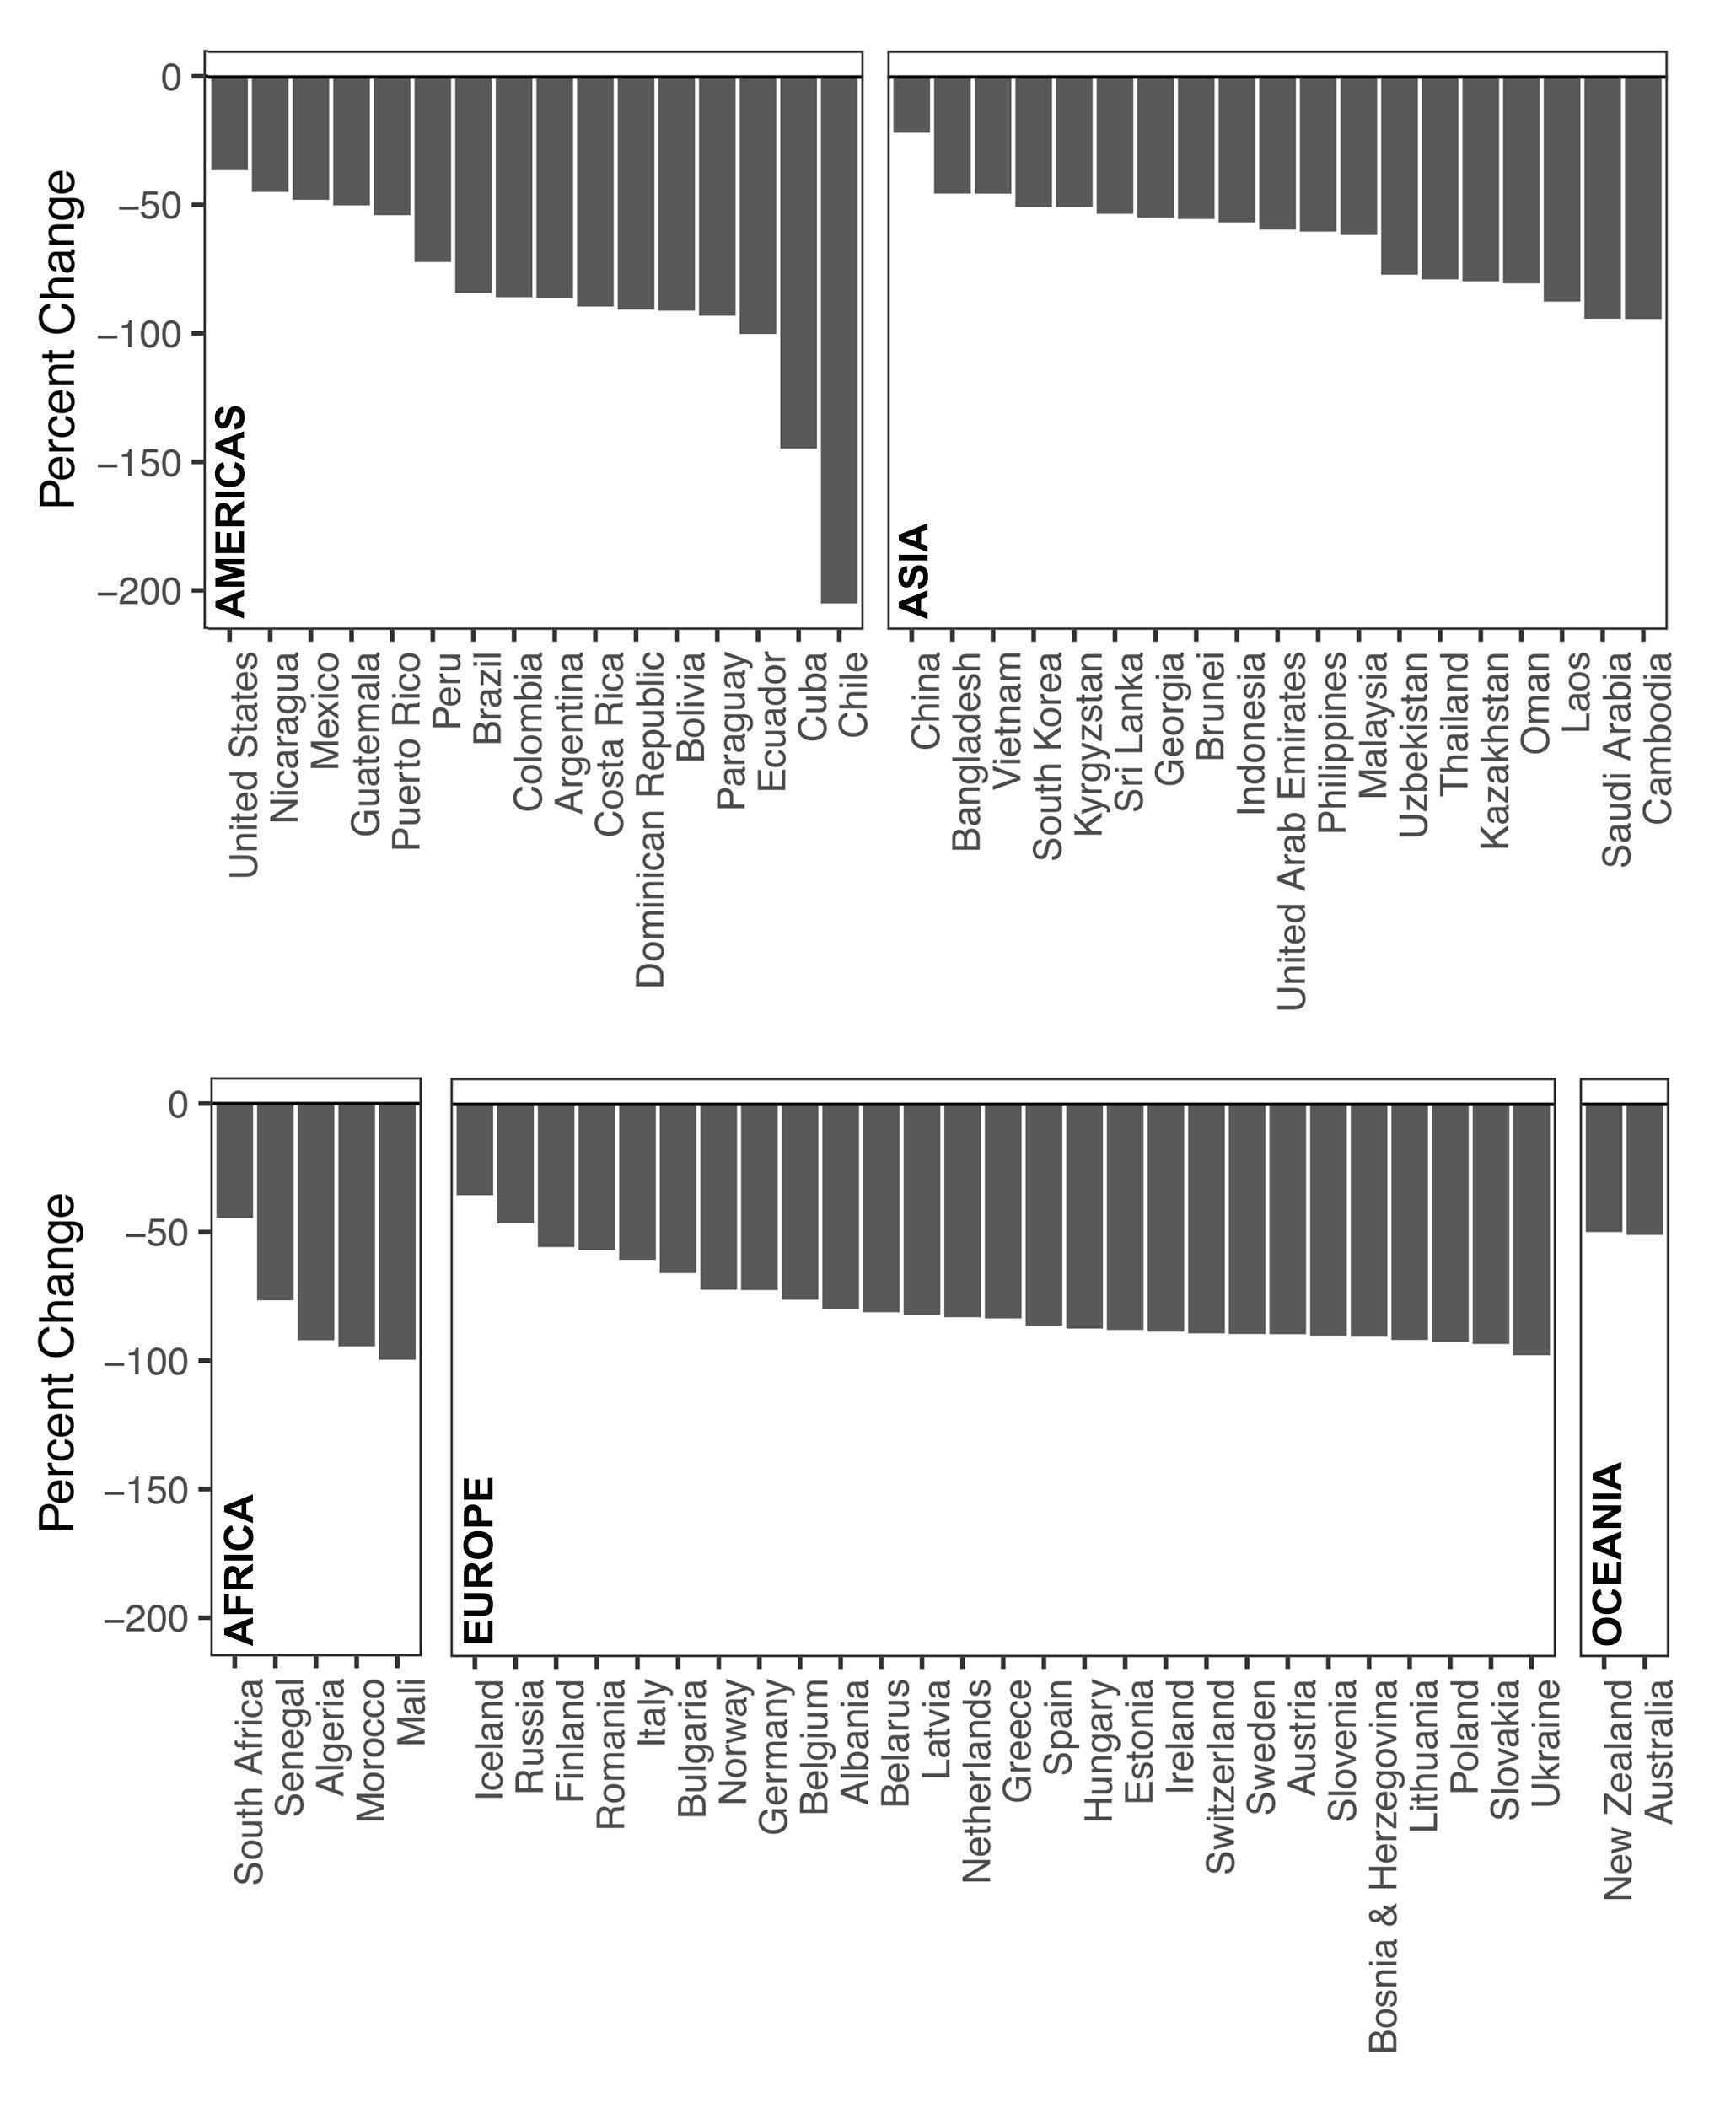 Percent Change
0
−50
−100
−150
−200
AMERICAS
United States
Nicaragua
Mexico
Guatemala
Puerto Rico
Peru
Brazil
Colombia
Argentina
Costa Rica
Dominican Republic
Bolivia
Paraguay
Ecuador
Cuba
Chile
ASIA
China
Bangladesh
Vietnam
South Korea
Kyrgyzstan
Sri Lanka
Georgia
Brunei
Indonesia
United Arab Emirates
Philippines
Malaysia
Uzbekistan
Thailand
Kazakhstan
Oman
Laos
Saudi Arabia
Cambodia
Percent Change
0
−50
−100
−150
−200
AFRICA
South Africa
Senegal
Algeria
Morocco
Mali
EUROPE
Iceland
Russia
Finland
Romania
Italy
Bulgaria
Norway
Germany
Belgium
Albania
Belarus
Latvia
Netherlands
Greece
Spain
Hungary
Estonia
Ireland
Switzerland
Sweden
Austria
Slovenia
Bosnia & Herzegovina
Lithuania
Poland
Slovakia
Ukraine
OCEANIA
New Zealand
Australia